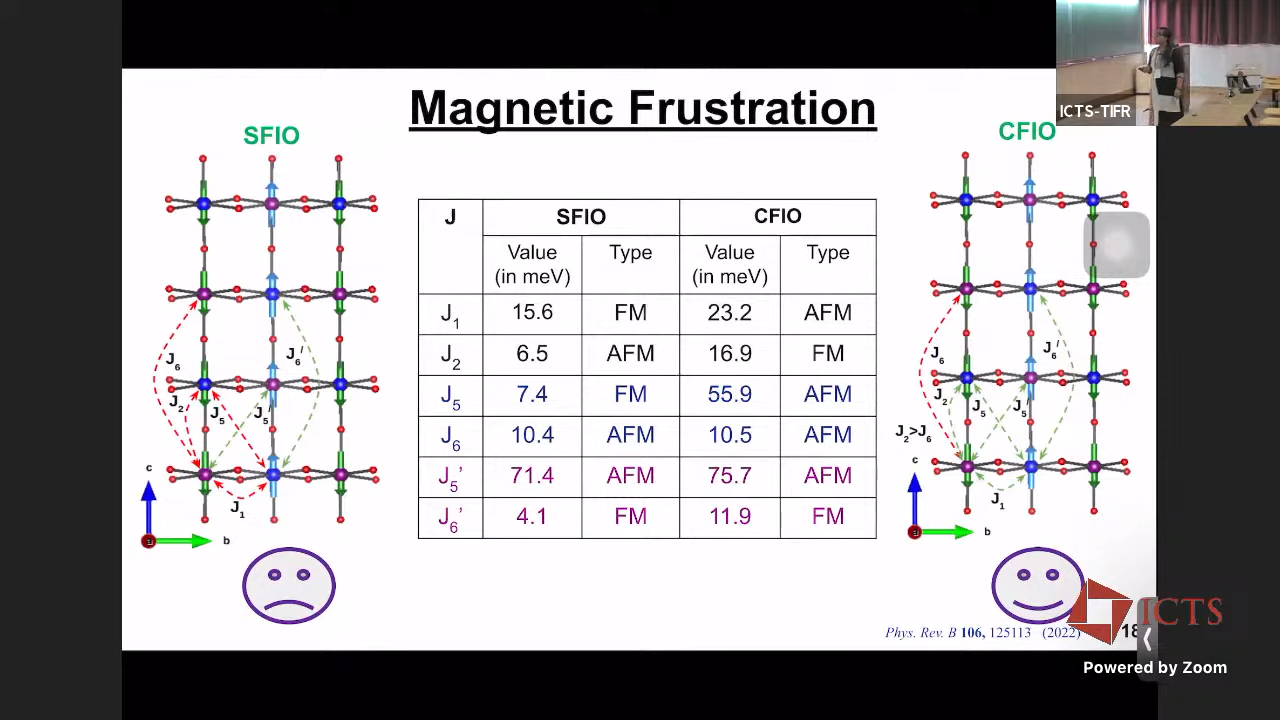 Magnetic Frustration
SFIO
CFIO
ICTS-TIFR
J SFIO CFIO
Value (in meV) Type Value (in meV) Type
J1 15.6 FM 23.2 AFM
J2 6.5 AFM 16.9 FM
J5 7.4 FM 55.9 AFM
J6 10.4 AFM 10.5 AFM
J5’ 71.4 AFM 75.7 AFM
J6’ 4.1 FM 11.9 FM
J6
J6/
J2
J5
J5/
J1
c
b
a
J6
J6/
J2
J5
J5/
J2>J6
J1
c
b
a
Phys. Rev. B 106, 125113 (2022)
18
ICTS
Powered by Zoom